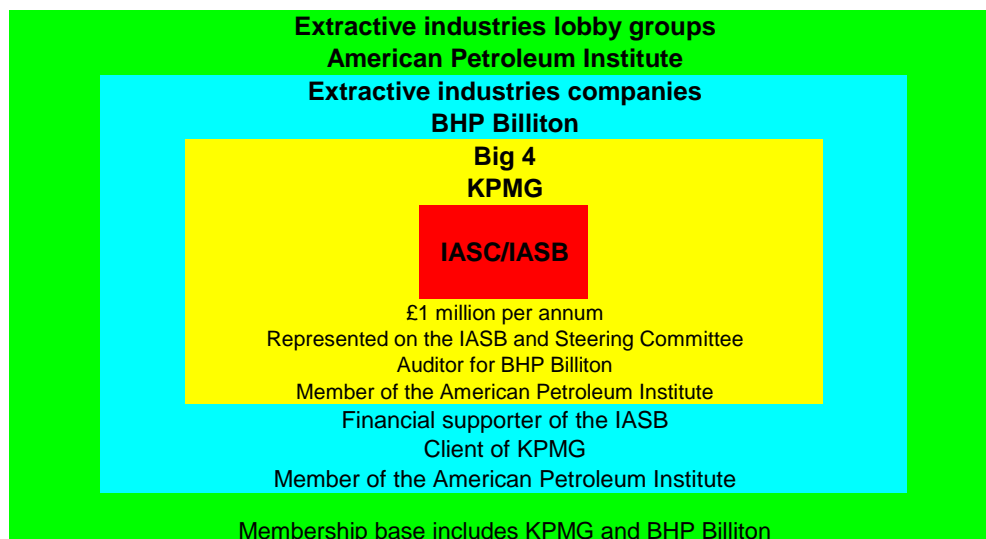 Extractive industries lobby groups
American Petroleum Institute
Extractive industries companies
BHP Billiton
Big 4
KPMG
IASC/IASB
£1 million per annum
Represented on the IASB and Steering Committee
Auditor for BHP Billiton
Member of the American Petroleum Institute
Financial supporter of the IASB
Client of KPMG
Member of the American Petroleum Institute
Membership base includes KPMG and BHP Billiton